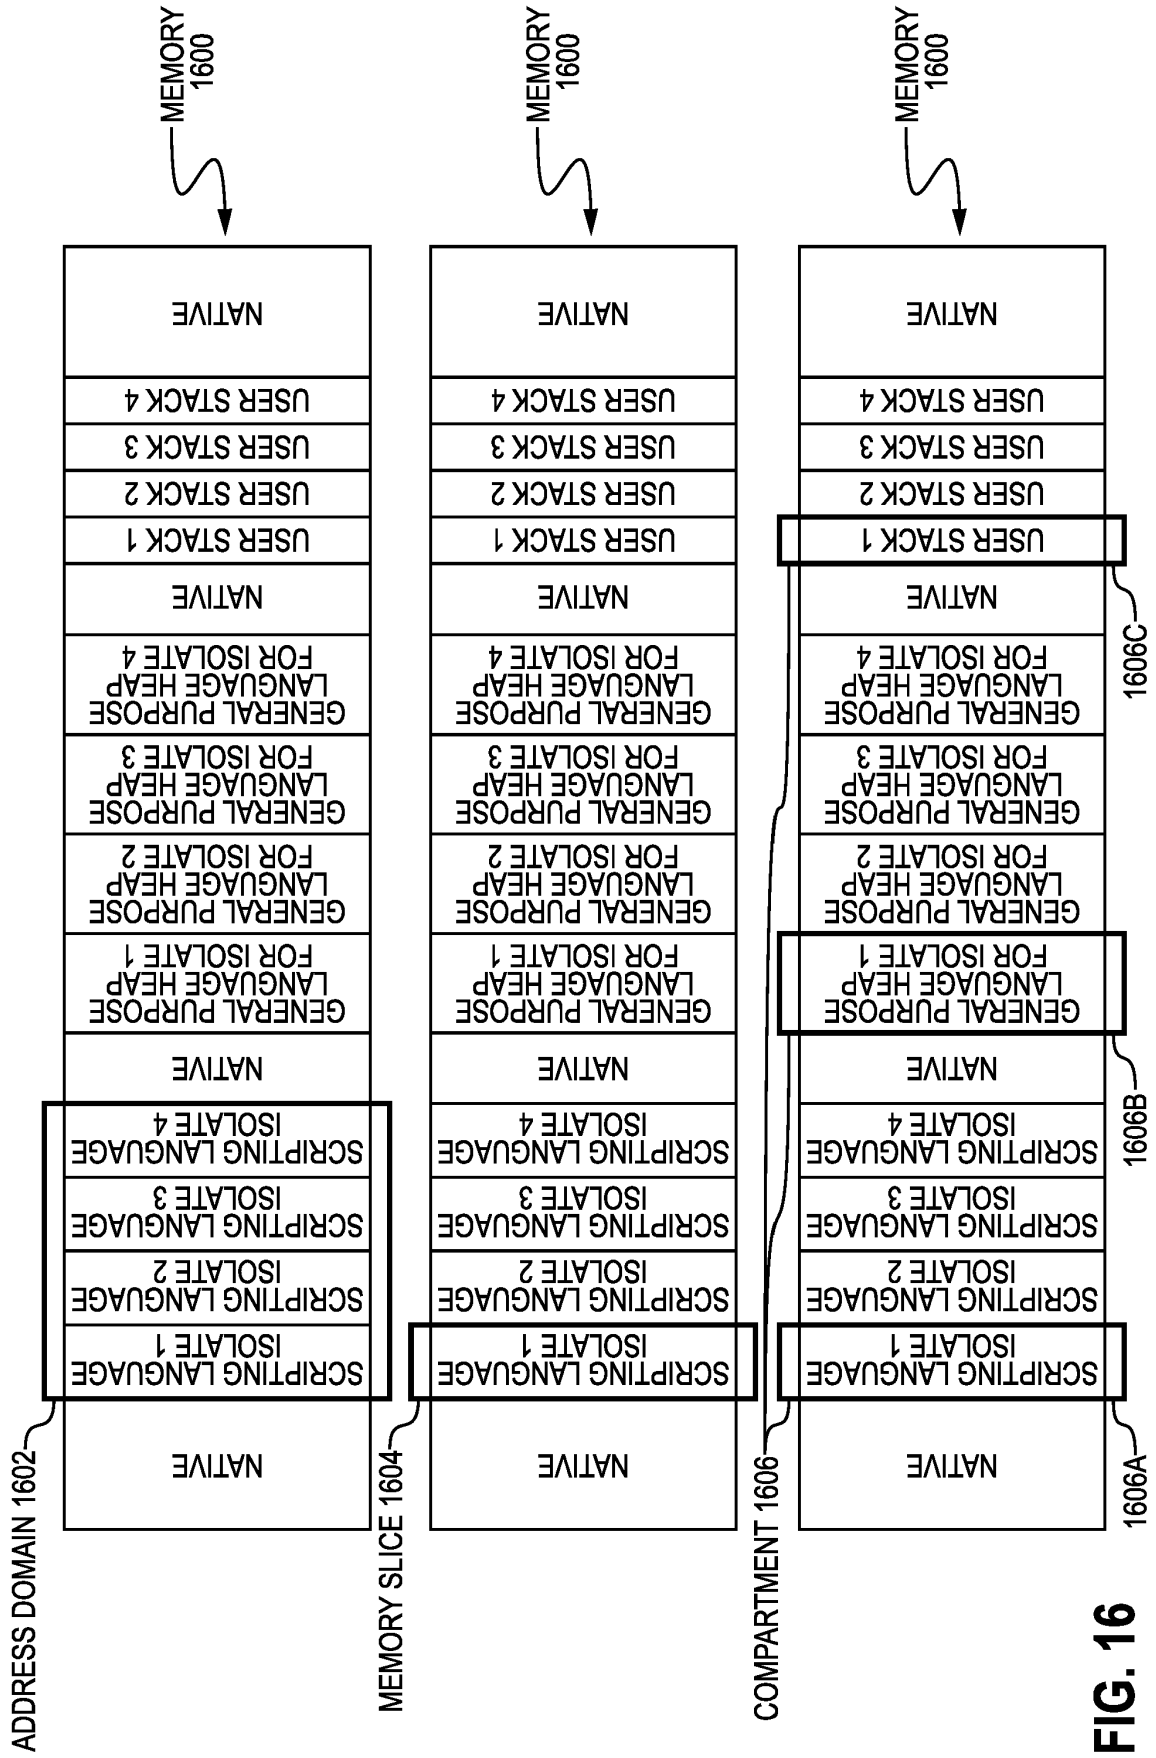 ADDRESS DOMAIN 1602
NATIVE
SCRIPTING LANGUAGE
ISOLATE 1
SCRIPTING LANGUAGE
ISOLATE 2
SCRIPTING LANGUAGE
ISOLATE 3
SCRIPTING LANGUAGE
ISOLATE 4
NATIVE
GENERAL PURPOSE
LANGUAGE HEAP
FOR ISOLATE 1
GENERAL PURPOSE
LANGUAGE HEAP
FOR ISOLATE 2
GENERAL PURPOSE
LANGUAGE HEAP
FOR ISOLATE 3
GENERAL PURPOSE
LANGUAGE HEAP
FOR ISOLATE 4
NATIVE
USER STACK 1
USER STACK 2
USER STACK 3
USER STACK 4
NATIVE
MEMORY
1600
MEMORY SLICE 1604
NATIVE
SCRIPTING LANGUAGE
ISOLATE 1
SCRIPTING LANGUAGE
ISOLATE 2
SCRIPTING LANGUAGE
ISOLATE 3
SCRIPTING LANGUAGE
ISOLATE 4
NATIVE
GENERAL PURPOSE
LANGUAGE HEAP
FOR ISOLATE 1
GENERAL PURPOSE
LANGUAGE HEAP
FOR ISOLATE 2
GENERAL PURPOSE
LANGUAGE HEAP
FOR ISOLATE 3
GENERAL PURPOSE
LANGUAGE HEAP
FOR ISOLATE 4
NATIVE
USER STACK 1
USER STACK 2
USER STACK 3
USER STACK 4
NATIVE
MEMORY
1600
COMPARTMENT 1606
NATIVE
SCRIPTING LANGUAGE
ISOLATE 1
SCRIPTING LANGUAGE
ISOLATE 2
SCRIPTING LANGUAGE
ISOLATE 3
SCRIPTING LANGUAGE
ISOLATE 4
NATIVE
GENERAL PURPOSE
LANGUAGE HEAP
FOR ISOLATE 1
GENERAL PURPOSE
LANGUAGE HEAP
FOR ISOLATE 2
GENERAL PURPOSE
LANGUAGE HEAP
FOR ISOLATE 3
GENERAL PURPOSE
LANGUAGE HEAP
FOR ISOLATE 4
NATIVE
USER STACK 1
USER STACK 2
USER STACK 3
USER STACK 4
NATIVE
MEMORY
1600
1606A
1606B
1606C
FIG. 16